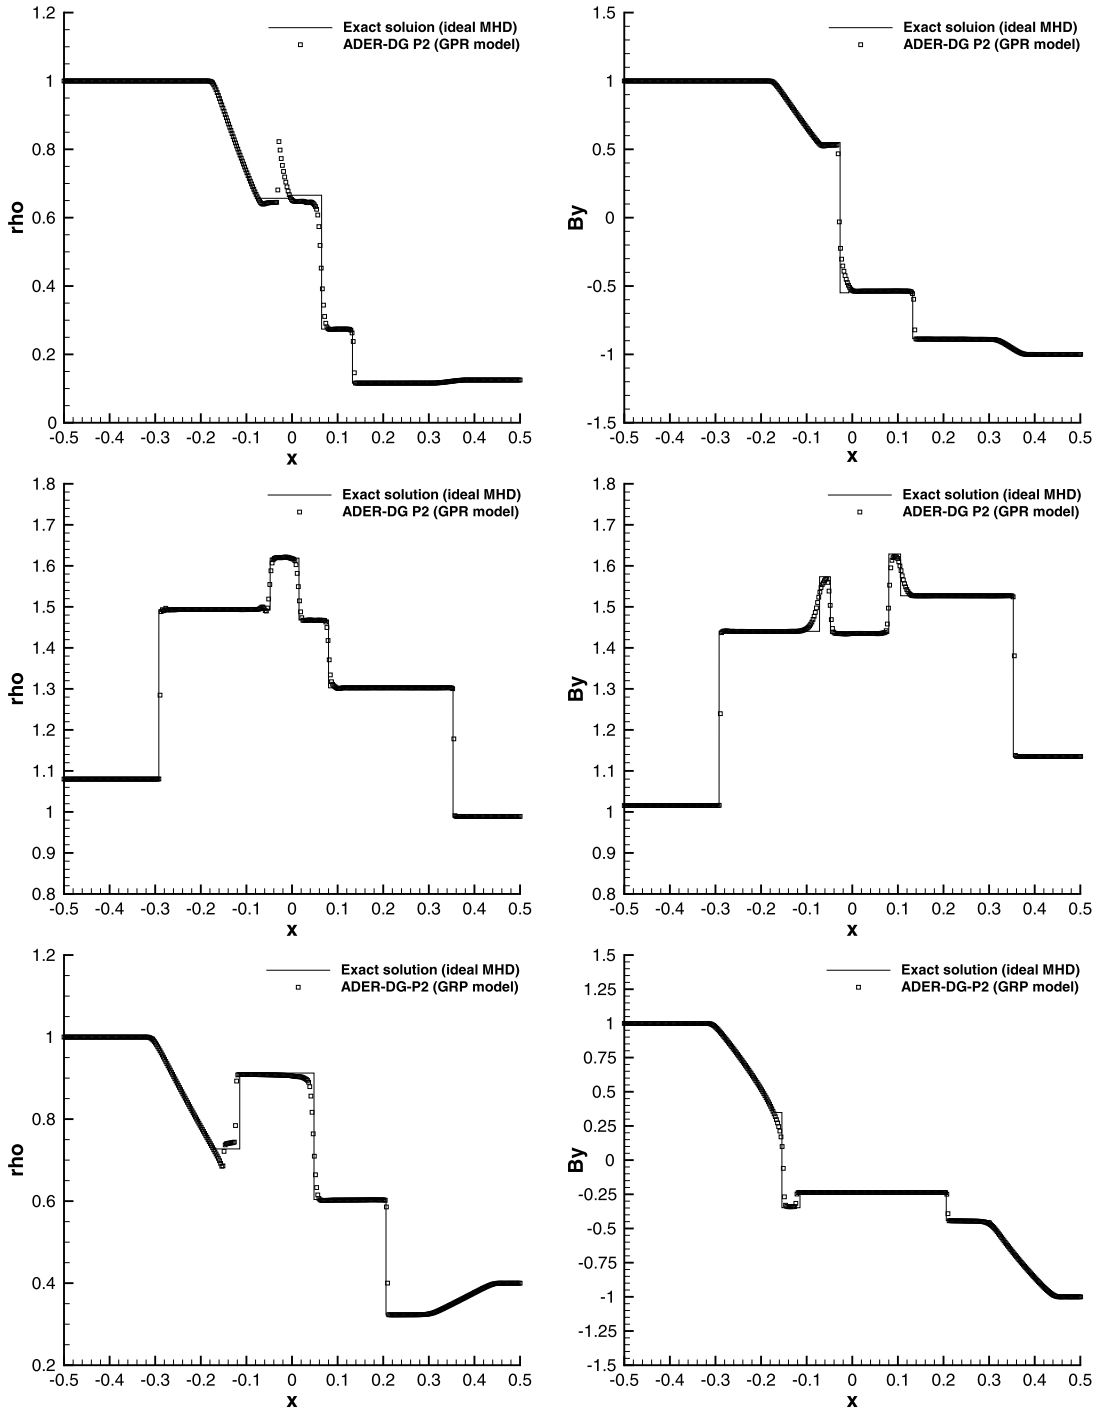 Exact soluion (ideal MHD)
ADER-DG P2 (GPR model)
rho
1
0.8
0.6
0.4
0.2
0
-0.5 -0.4 -0.3 -0.2 -0.1 0 0.1 0.2 0.3 0.4 0.5
x
Exact solution (ideal MHD)
ADER-DG P2 (GPR model)
By
1.5
1
0.5
0
-0.5
-1
-1.5
-0.5 -0.4 -0.3 -0.2 -0.1 0 0.1 0.2 0.3 0.4 0.5
x
Exact solution (ideal MHD)
ADER-DG P2 (GPR model)
rho
1.8
1.7
1.6
1.5
1.4
1.3
1.2
1.1
1
0.9
0.8
-0.5 -0.4 -0.3 -0.2 -0.1 0 0.1 0.2 0.3 0.4 0.5
x
Exact solution (ideal MHD)
ADER-DG P2 (GPR model)
By
1.8
1.7
1.6
1.5
1.4
1.3
1.2
1.1
1
0.9
0.8
-0.5 -0.4 -0.3 -0.2 -0.1 0 0.1 0.2 0.3 0.4 0.5
x
Exact solution (ideal MHD)
ADER-DG-P2 (GRP model)
rho
1.2
1
0.8
0.6
0.4
0.2
-0.5 -0.4 -0.3 -0.2 -0.1 0 0.1 0.2 0.3 0.4 0.5
x
Exact solution (ideal MHD)
ADER-DG-P2 (GRP model)
By
1.5
1.25
1
0.75
0.5
0.25
0
-0.25
-0.5
-0.75
-1
-1.25
-1.5
-0.5 -0.4 -0.3 -0.2 -0.1 0 0.1 0.2 0.3 0.4 0.5
x